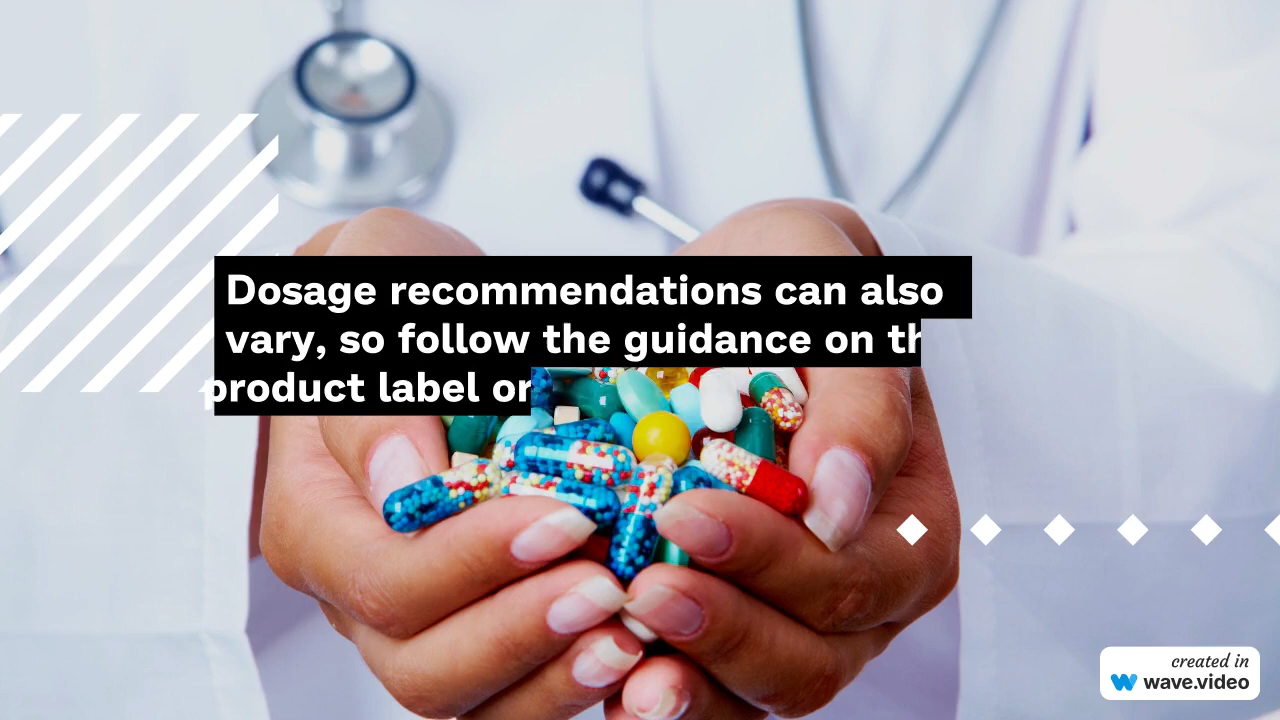 Dosage recommendations can also
vary, so follow the guidance on th
product label or
created in
wave.video